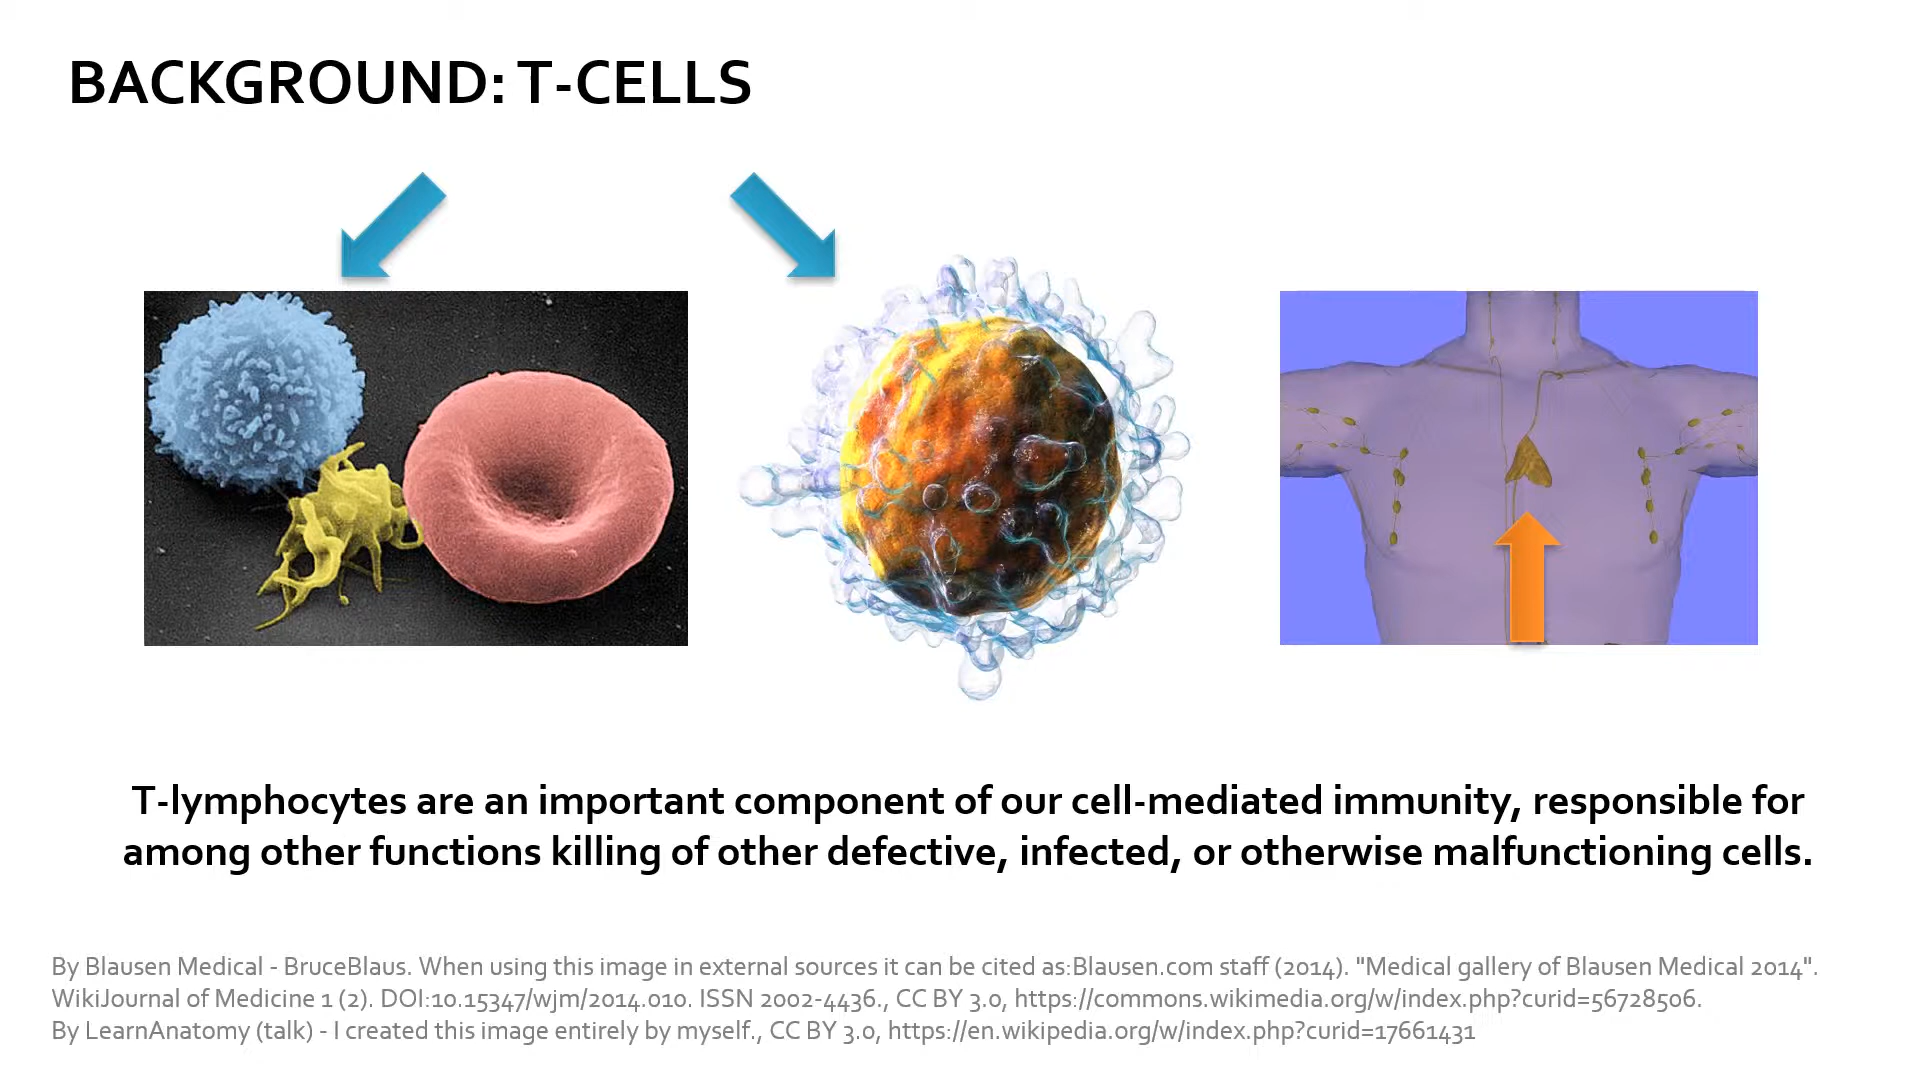 BACKGROUND: T-CELLS
T-lymphocytes are an important component of our cell-mediated immunity, responsible for
among other functions killing of other defective, infected, or otherwise malfunctioning cells.
By Blausen Medical - BruceBlaus. When using this image in external sources it can be cited as:Blausen.com staff (2014). "Medical gallery of Blausen Medical 2014".
WikiJournal of Medicine 1 (2). DOI:10.15347/wjm/2014.010. ISSN 2002-4436., CC BY 3.0, https://commons.wikimedia.org/w/index.php?curid=56728506.
By LearnAnatomy (talk) - I created this image entirely by myself., CC BY 3.0, https://en.wikipedia.org/w/index.php?curid=17661431